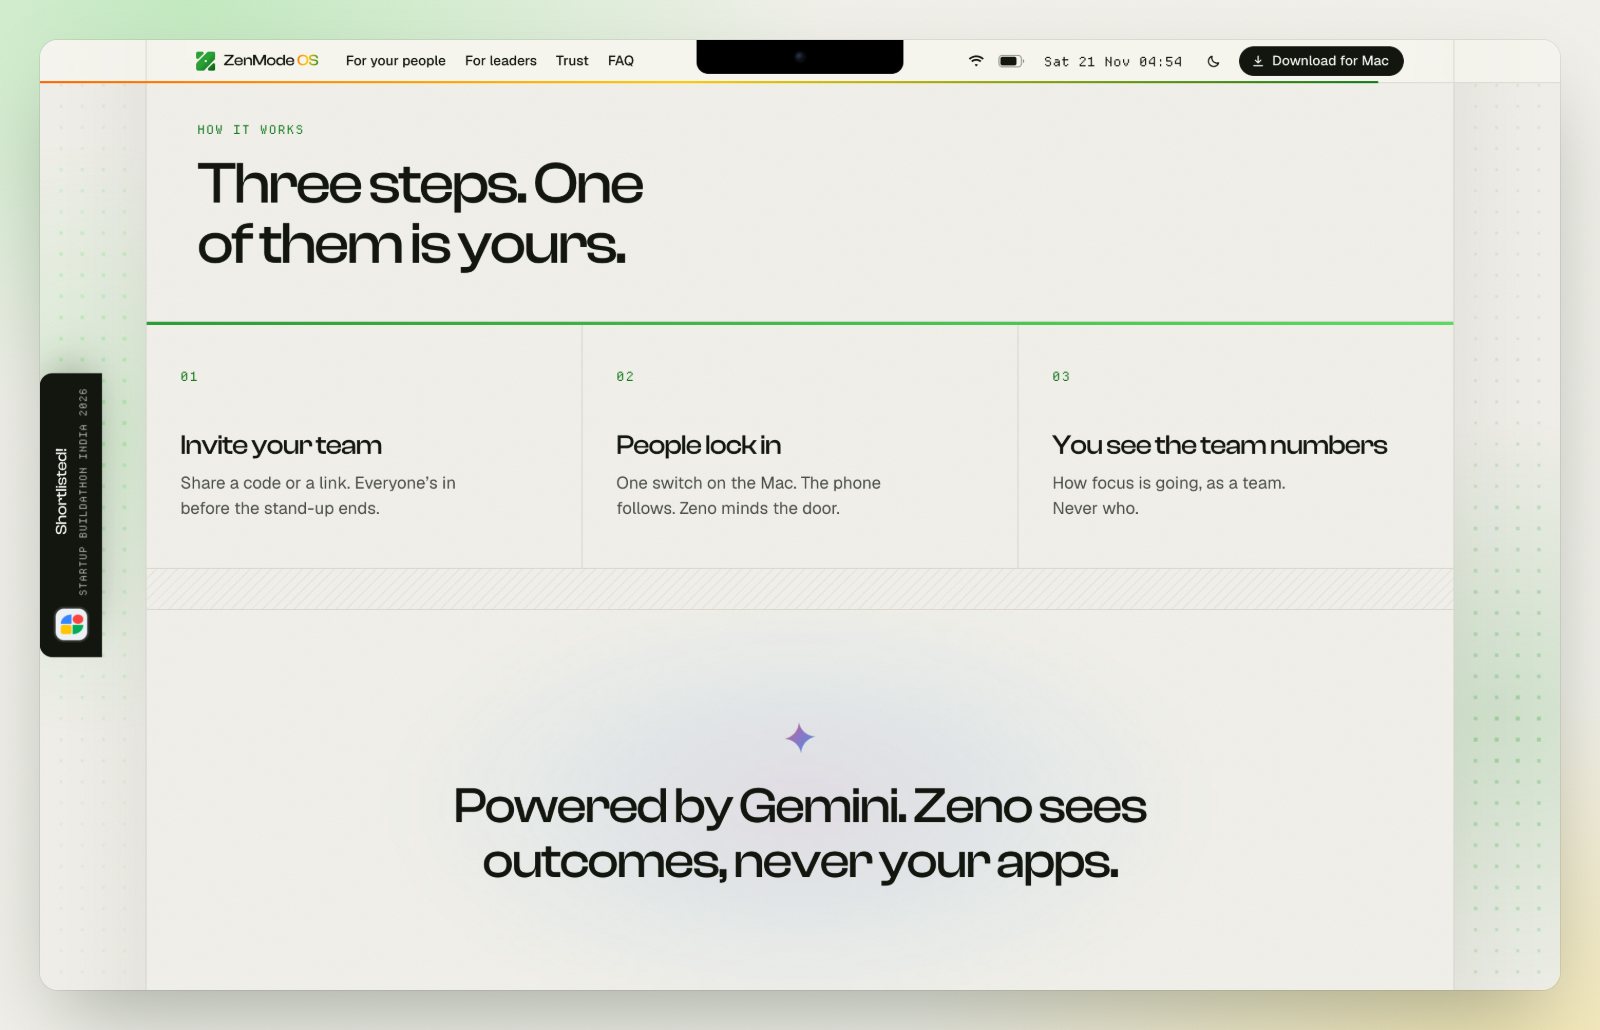 ZenMode OS
For your people
For leaders
Trust
FAQ
Sat 21 Nov 04:54
Download for Mac
HOW IT WORKS
Three steps. One
of them is yours.
01
Invite your team
Share a code or a link. Everyone’s in
before the stand-up ends.
02
People lock in
One switch on the Mac. The phone
follows. Zeno minds the door.
03
You see the team numbers
How focus is going, as a team.
Never who.
Shortlisted!
STARTUP BUILDATHON INDIA 2026
Powered by Gemini. Zeno sees
outcomes, never your apps.